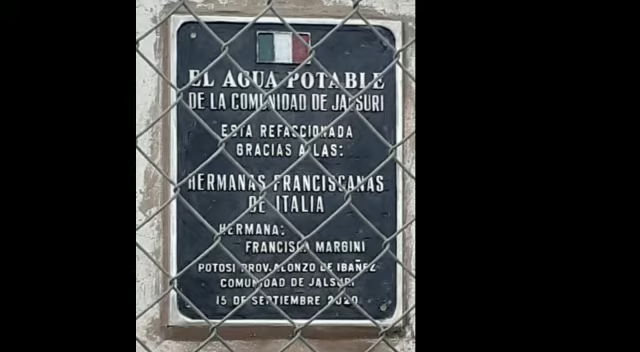 EL AGUA POTABLE
DE LA COMUNIDAD DE JALSURI
ESTA REFACCIONADA
GRACIAS A LAS:
HERMANAS FRANCISCANAS
DE ITALIA
HERMANA:
FRANCISCA MARGINI
POTOSI PROV. ALONZO DE IBAÑEZ
COMUNIDAD DE JALSURI
15 DE SEPTIEMBRE 2020